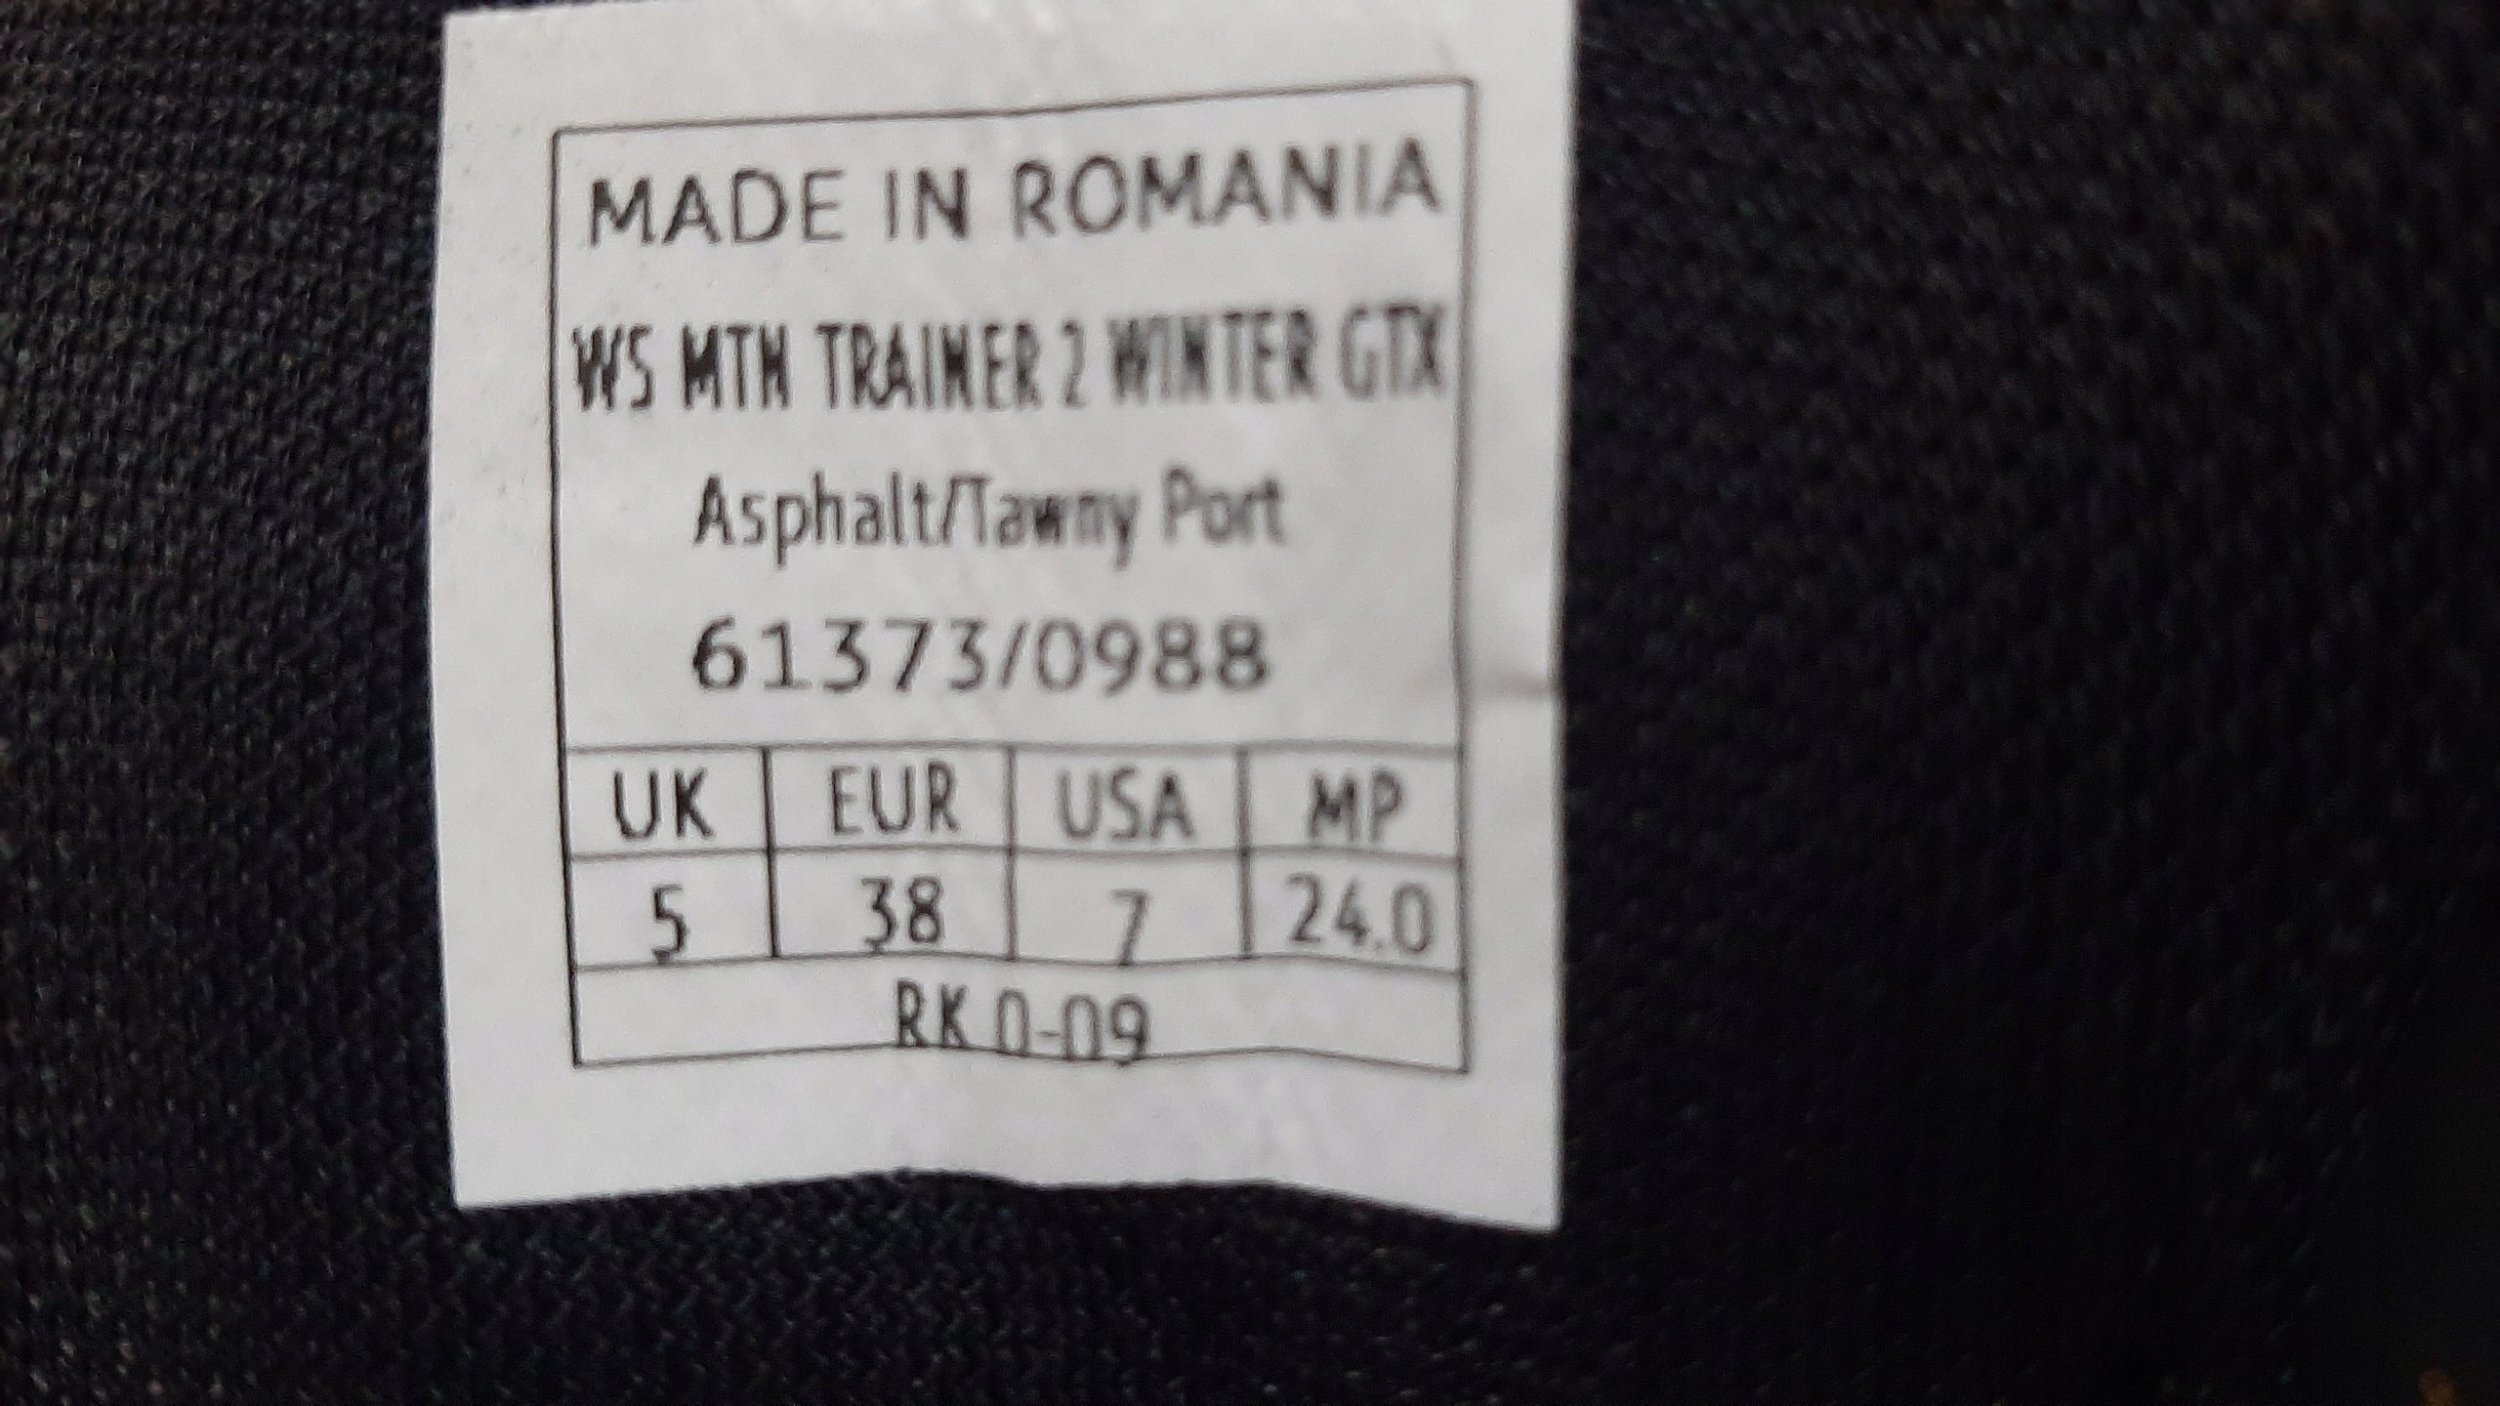 MADE IN ROMANIA
WS MTN TRAINER 2 WINTER GTX
Asphalt/Tawny Port
61373/0988
UK EUR USA MP
5 38 7 24.0
RK 0-09